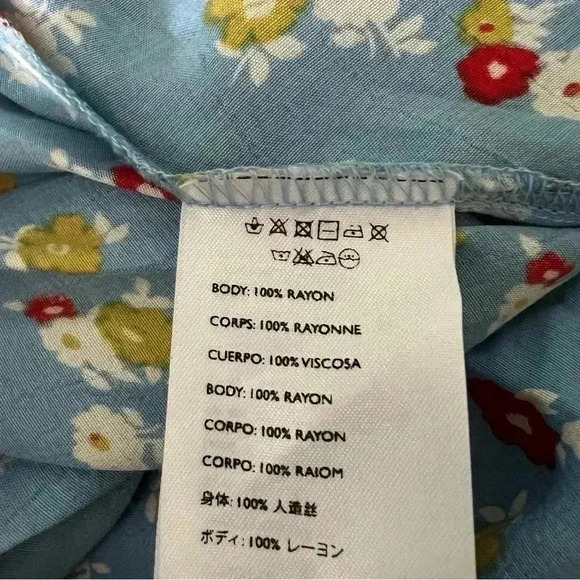 BODY: 100% RAYON
CORPS: 100% RAYONNE
CUERPO: 100% VISCOSA
BODY: 100% RAYON
CORPO: 100% RAYON
CORPO: 100% RAIOM
身体: 100% 人造丝
ボディ: 100% レーヨン